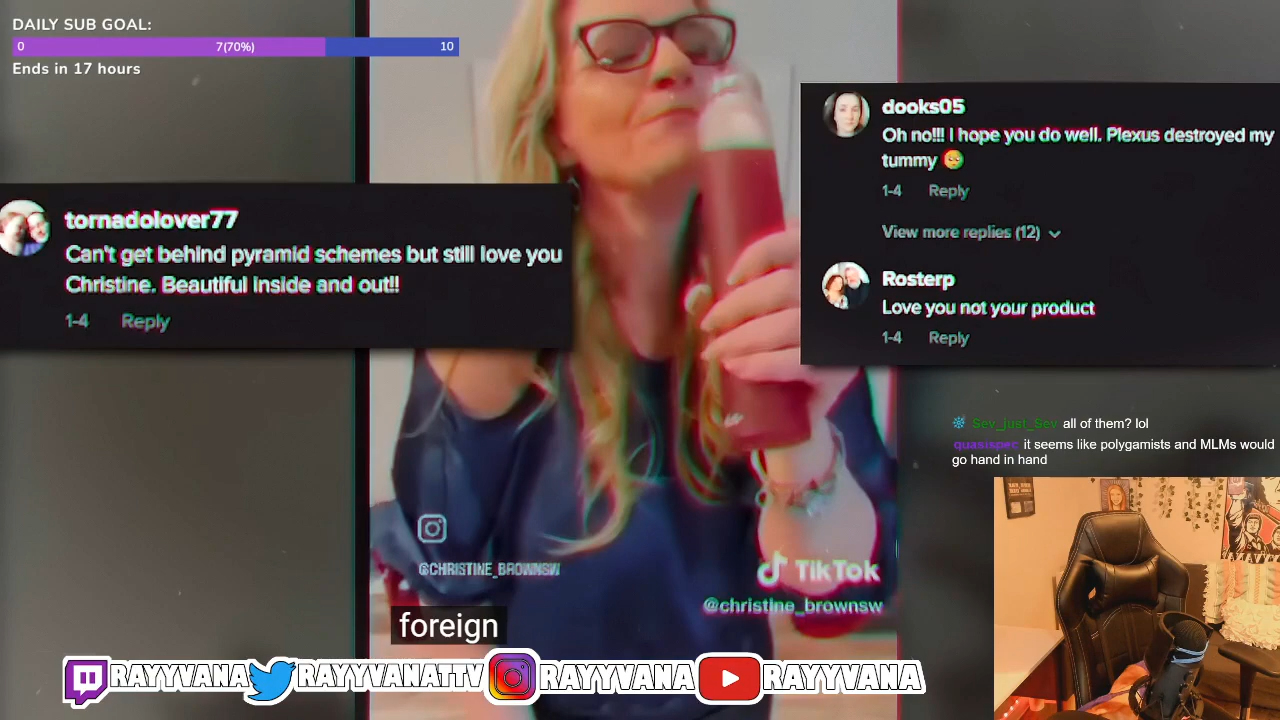 DAILY SUB GOAL:
0 7(70%) 10
Ends in 17 hours
tornadolover77
Can't get behind pyramid schemes but still love you
Christine. Beautiful inside and out!!
1-4 Reply
dooks05
Oh no!!! I hope you do well. Plexus destroyed my
tummy 🥺
1-4 Reply
View more replies (12)
Rosterp
Love you not your product
1-4 Reply
Sev_just_Sev all of them? lol
quasispec it seems like polygamists and MLMs would
go hand in hand
@CHRISTINE_BROWNSW
TikTok
@christine_brownsw
foreign
RAYYVANA RAYYVANATTV RAYYVANA RAYYVANA